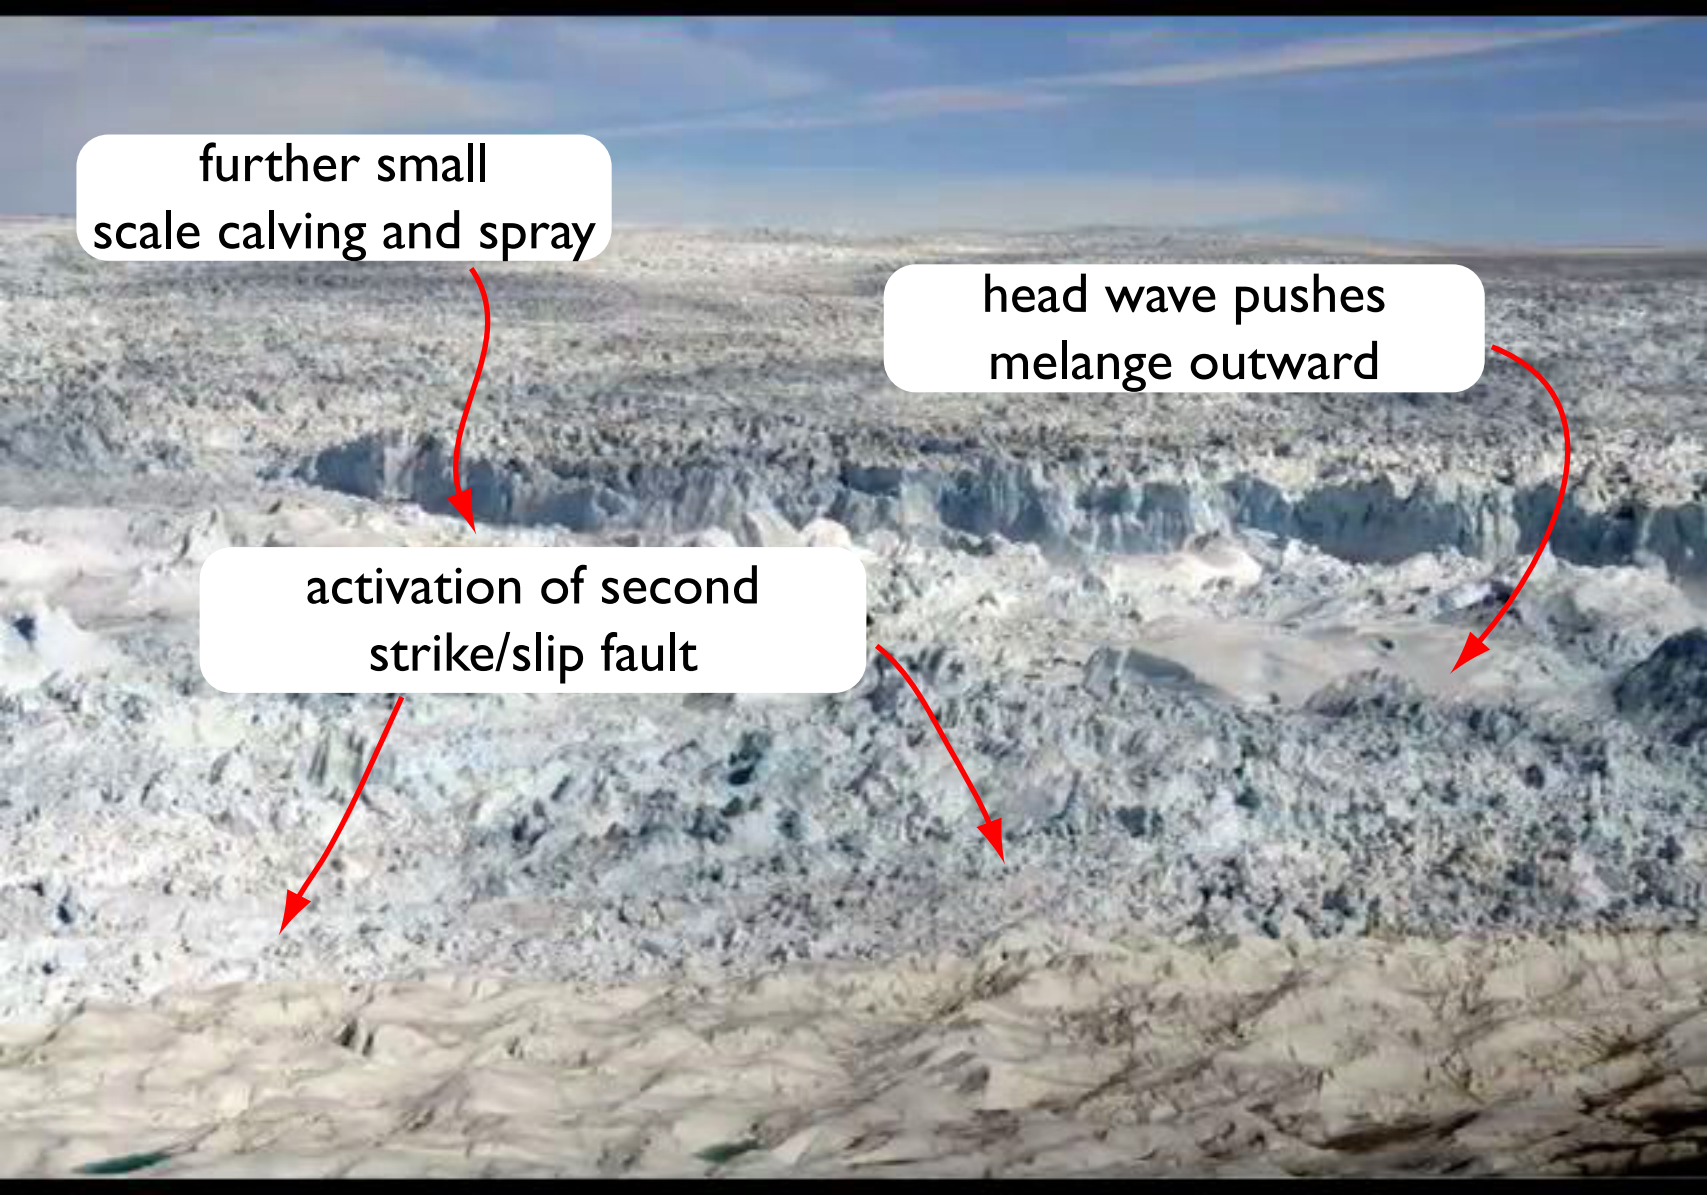 further small
scale calving and spray
head wave pushes
melange outward
activation of second
strike/slip fault